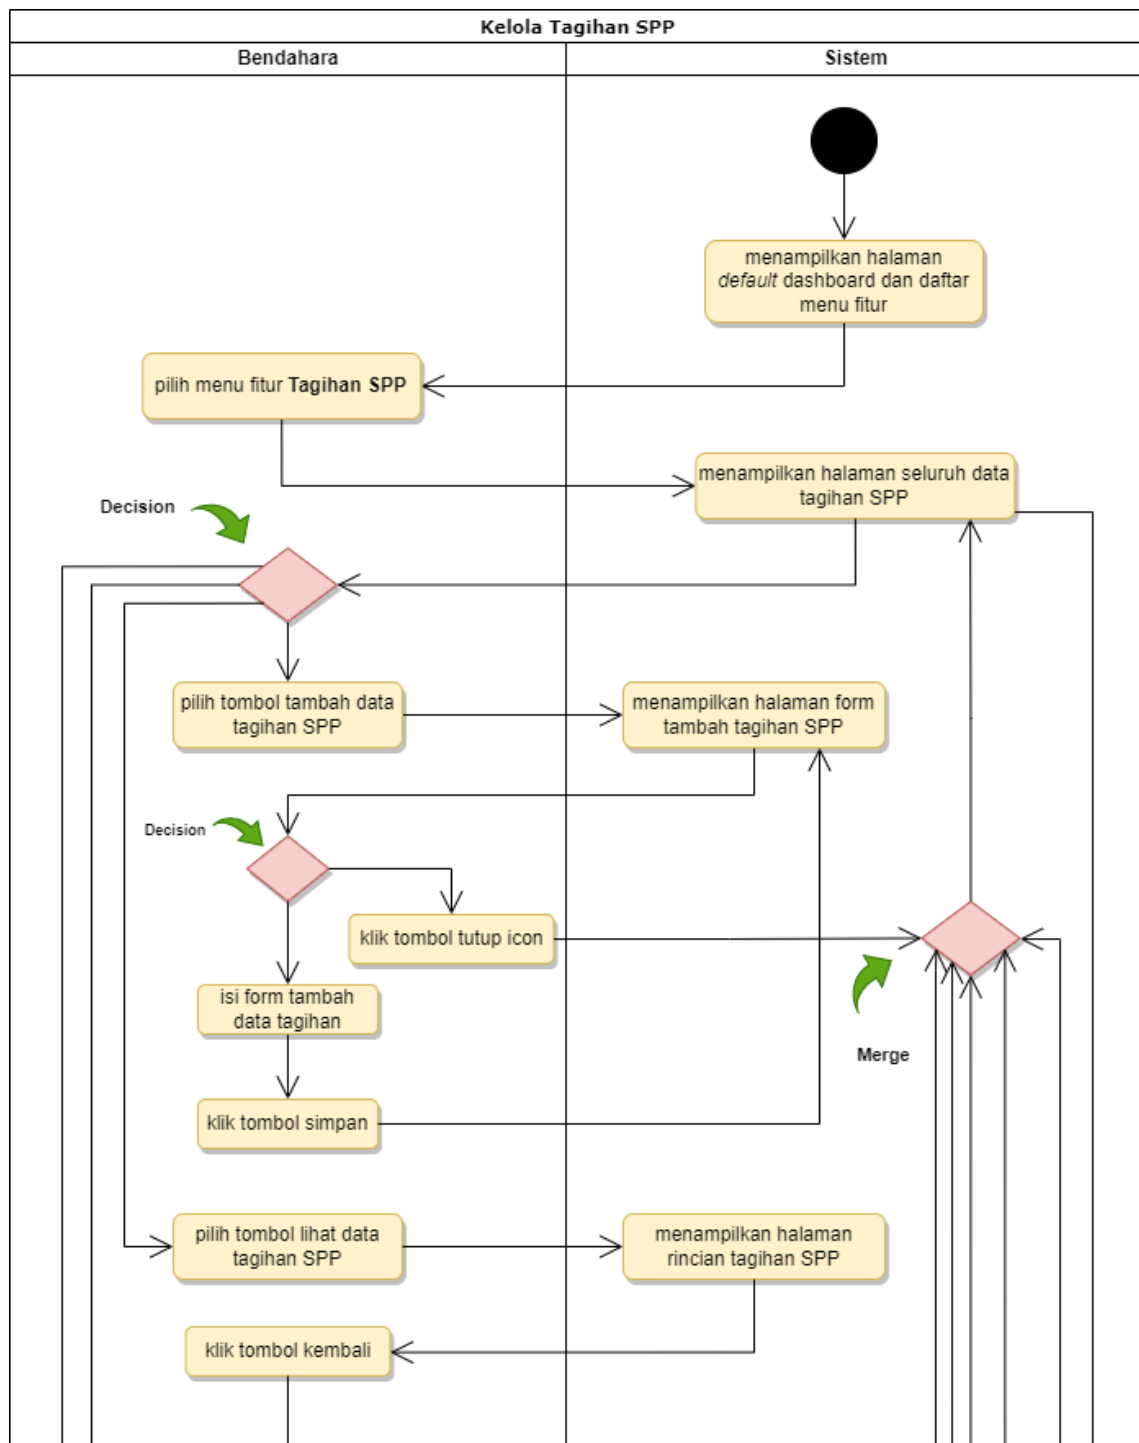 Kelola Tagihan SPP
Bendahara
Sistem
menampilkan halaman
default dashboard dan daftar
menu fitur
pilih menu fitur Tagihan SPP
menampilkan halaman seluruh data
tagihan SPP
Decision
pilih tombol tambah data
tagihan SPP
menampilkan halaman form
tambah tagihan SPP
Decision
klik tombol tutup icon
isi form tambah
data tagihan
Merge
klik tombol simpan
pilih tombol lihat data
tagihan SPP
menampilkan halaman
rincian tagihan SPP
klik tombol kembali